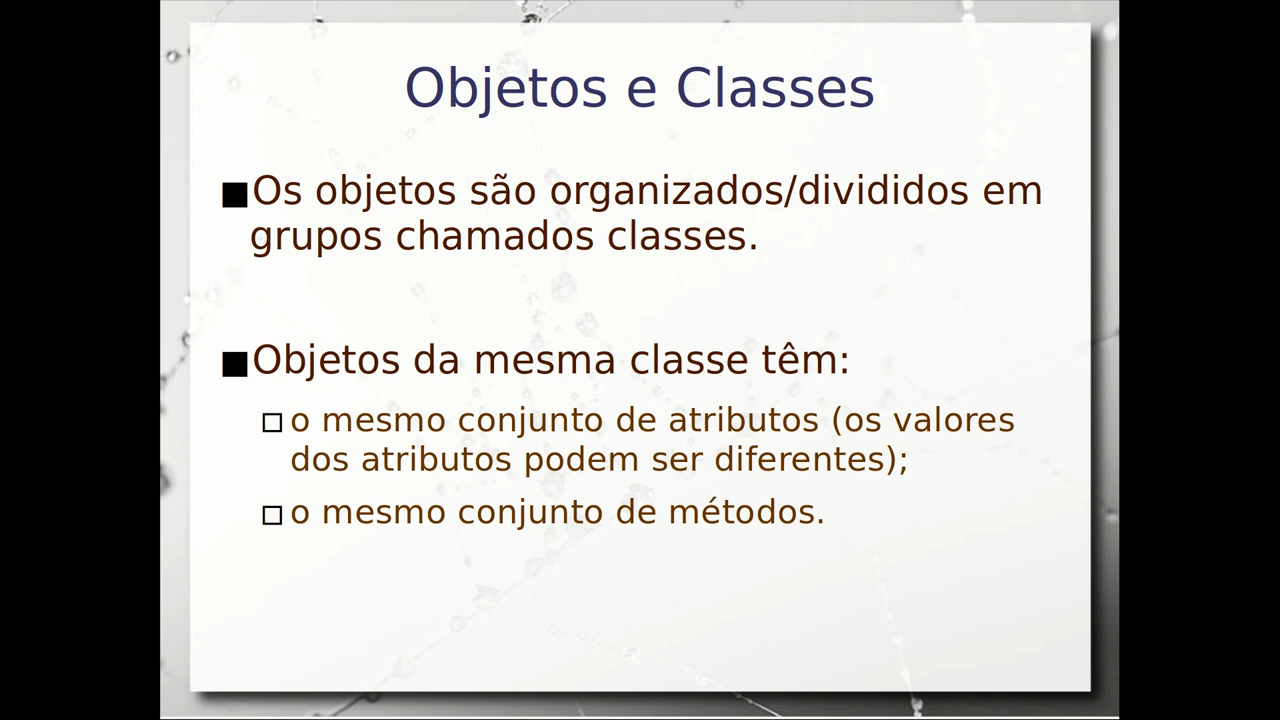 Objetos e Classes
■Os objetos são organizados/divididos em
grupos chamados classes.
■Objetos da mesma classe têm:
□o mesmo conjunto de atributos (os valores
dos atributos podem ser diferentes);
□o mesmo conjunto de métodos.